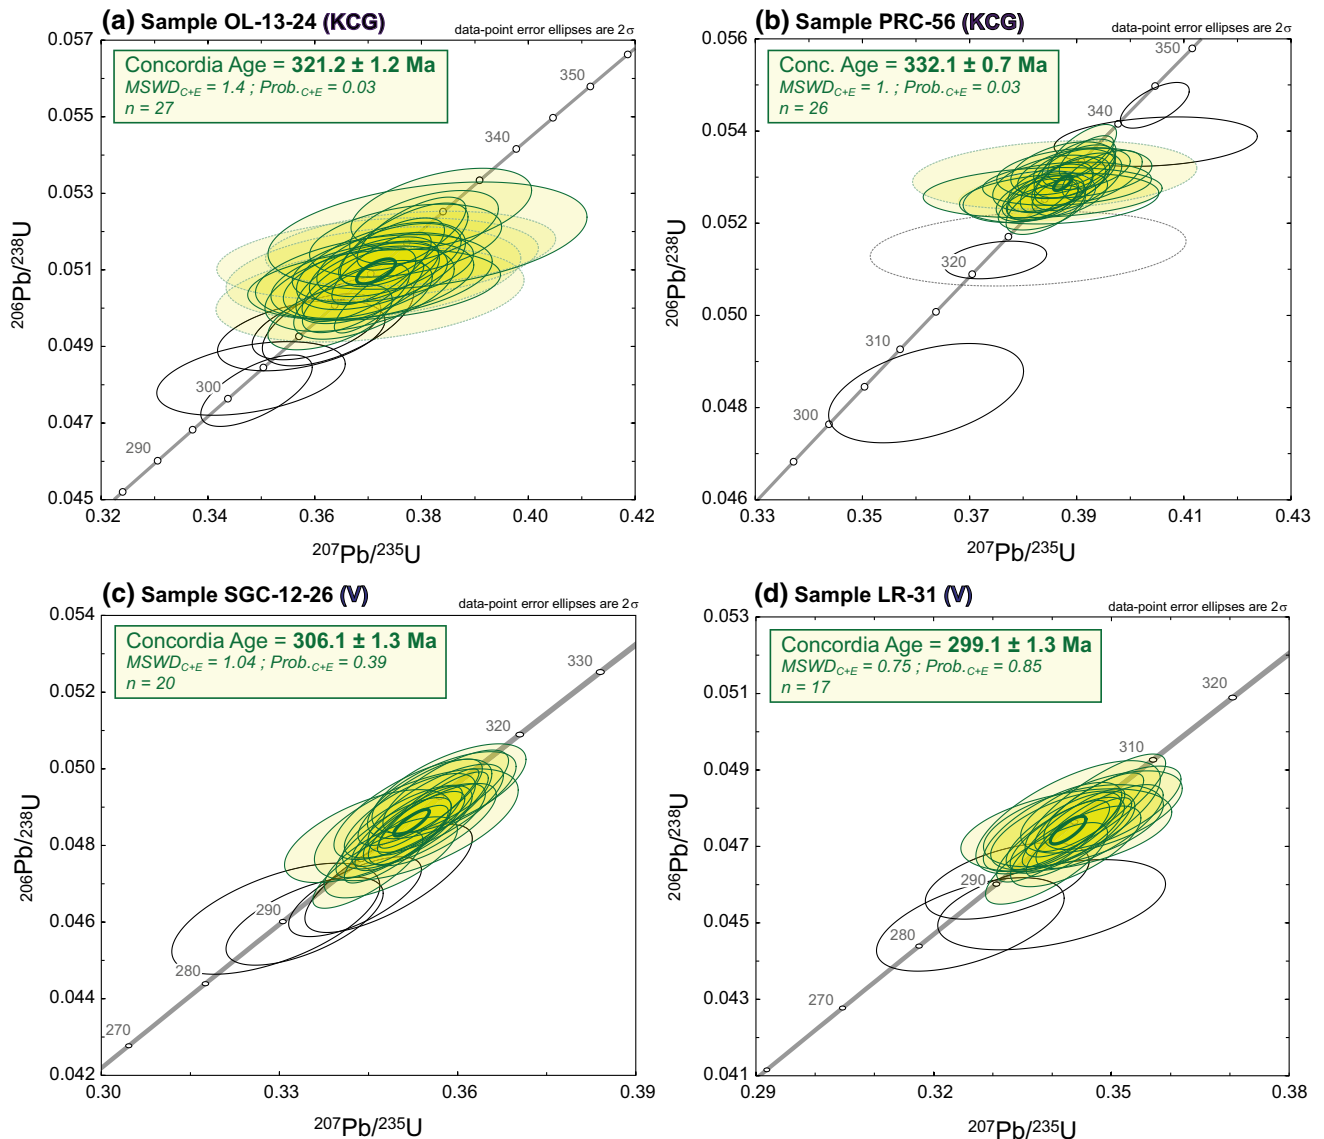 (a) Sample OL-13-24 (KCG)
data-point error ellipses are 2σ
Concordia Age = 321.2 ± 1.2 Ma
MSWD_C+E = 1.4 ; Prob._C+E = 0.03
n = 27
0.057
0.055
0.053
0.051
0.049
0.047
0.045
350
340
300
290
0.32 0.34 0.36 0.38 0.40 0.42
206Pb/238U
207Pb/235U
(b) Sample PRC-56 (KCG)
data-point error ellipses are 2σ
Conc. Age = 332.1 ± 0.7 Ma
MSWD_C+E = 1. ; Prob._C+E = 0.03
n = 26
0.056
0.054
0.052
0.050
0.048
0.046
350
340
320
310
300
0.33 0.35 0.37 0.39 0.41 0.43
206Pb/238U
207Pb/235U
(c) Sample SGC-12-26 (V)
data-point error ellipses are 2σ
Concordia Age = 306.1 ± 1.3 Ma
MSWD_C+E = 1.04 ; Prob._C+E = 0.39
n = 20
0.054
0.052
0.050
0.048
0.046
0.044
0.042
330
320
290
280
270
0.30 0.33 0.36 0.39
206Pb/238U
207Pb/235U
(d) Sample LR-31 (V)
data-point error ellipses are 2σ
Concordia Age = 299.1 ± 1.3 Ma
MSWD_C+E = 0.75 ; Prob._C+E = 0.85
n = 17
0.053
0.051
0.049
0.047
0.045
0.043
0.041
320
310
290
280
270
0.29 0.32 0.35 0.38
206Pb/238U
207Pb/235U